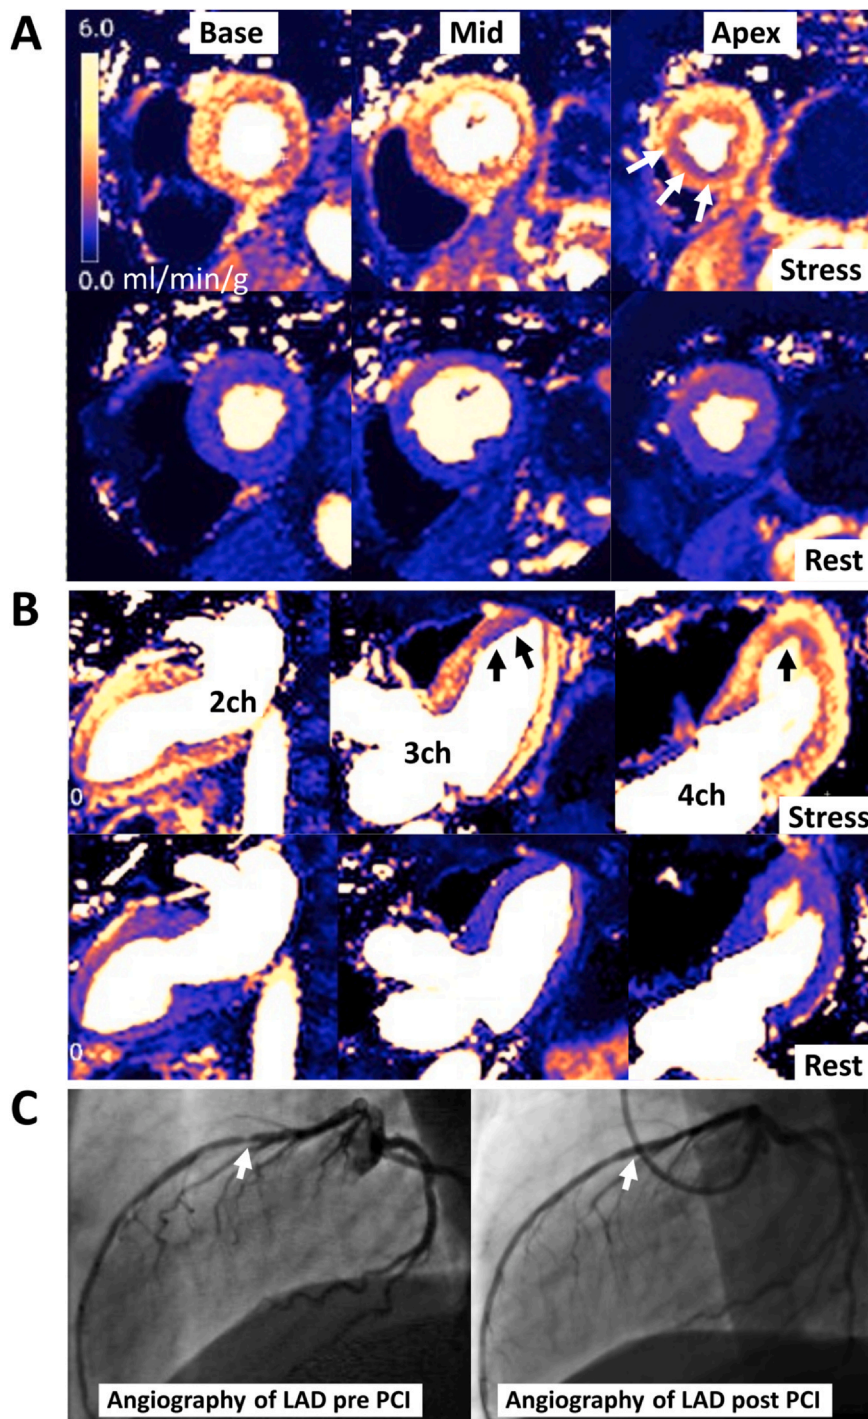 A
6.0
Base
Mid
Apex
0.0 ml/min/g
Stress
Rest
B
2ch
3ch
4ch
0
Stress
0
Rest
C
Angiography of LAD pre PCI
Angiography of LAD post PCI